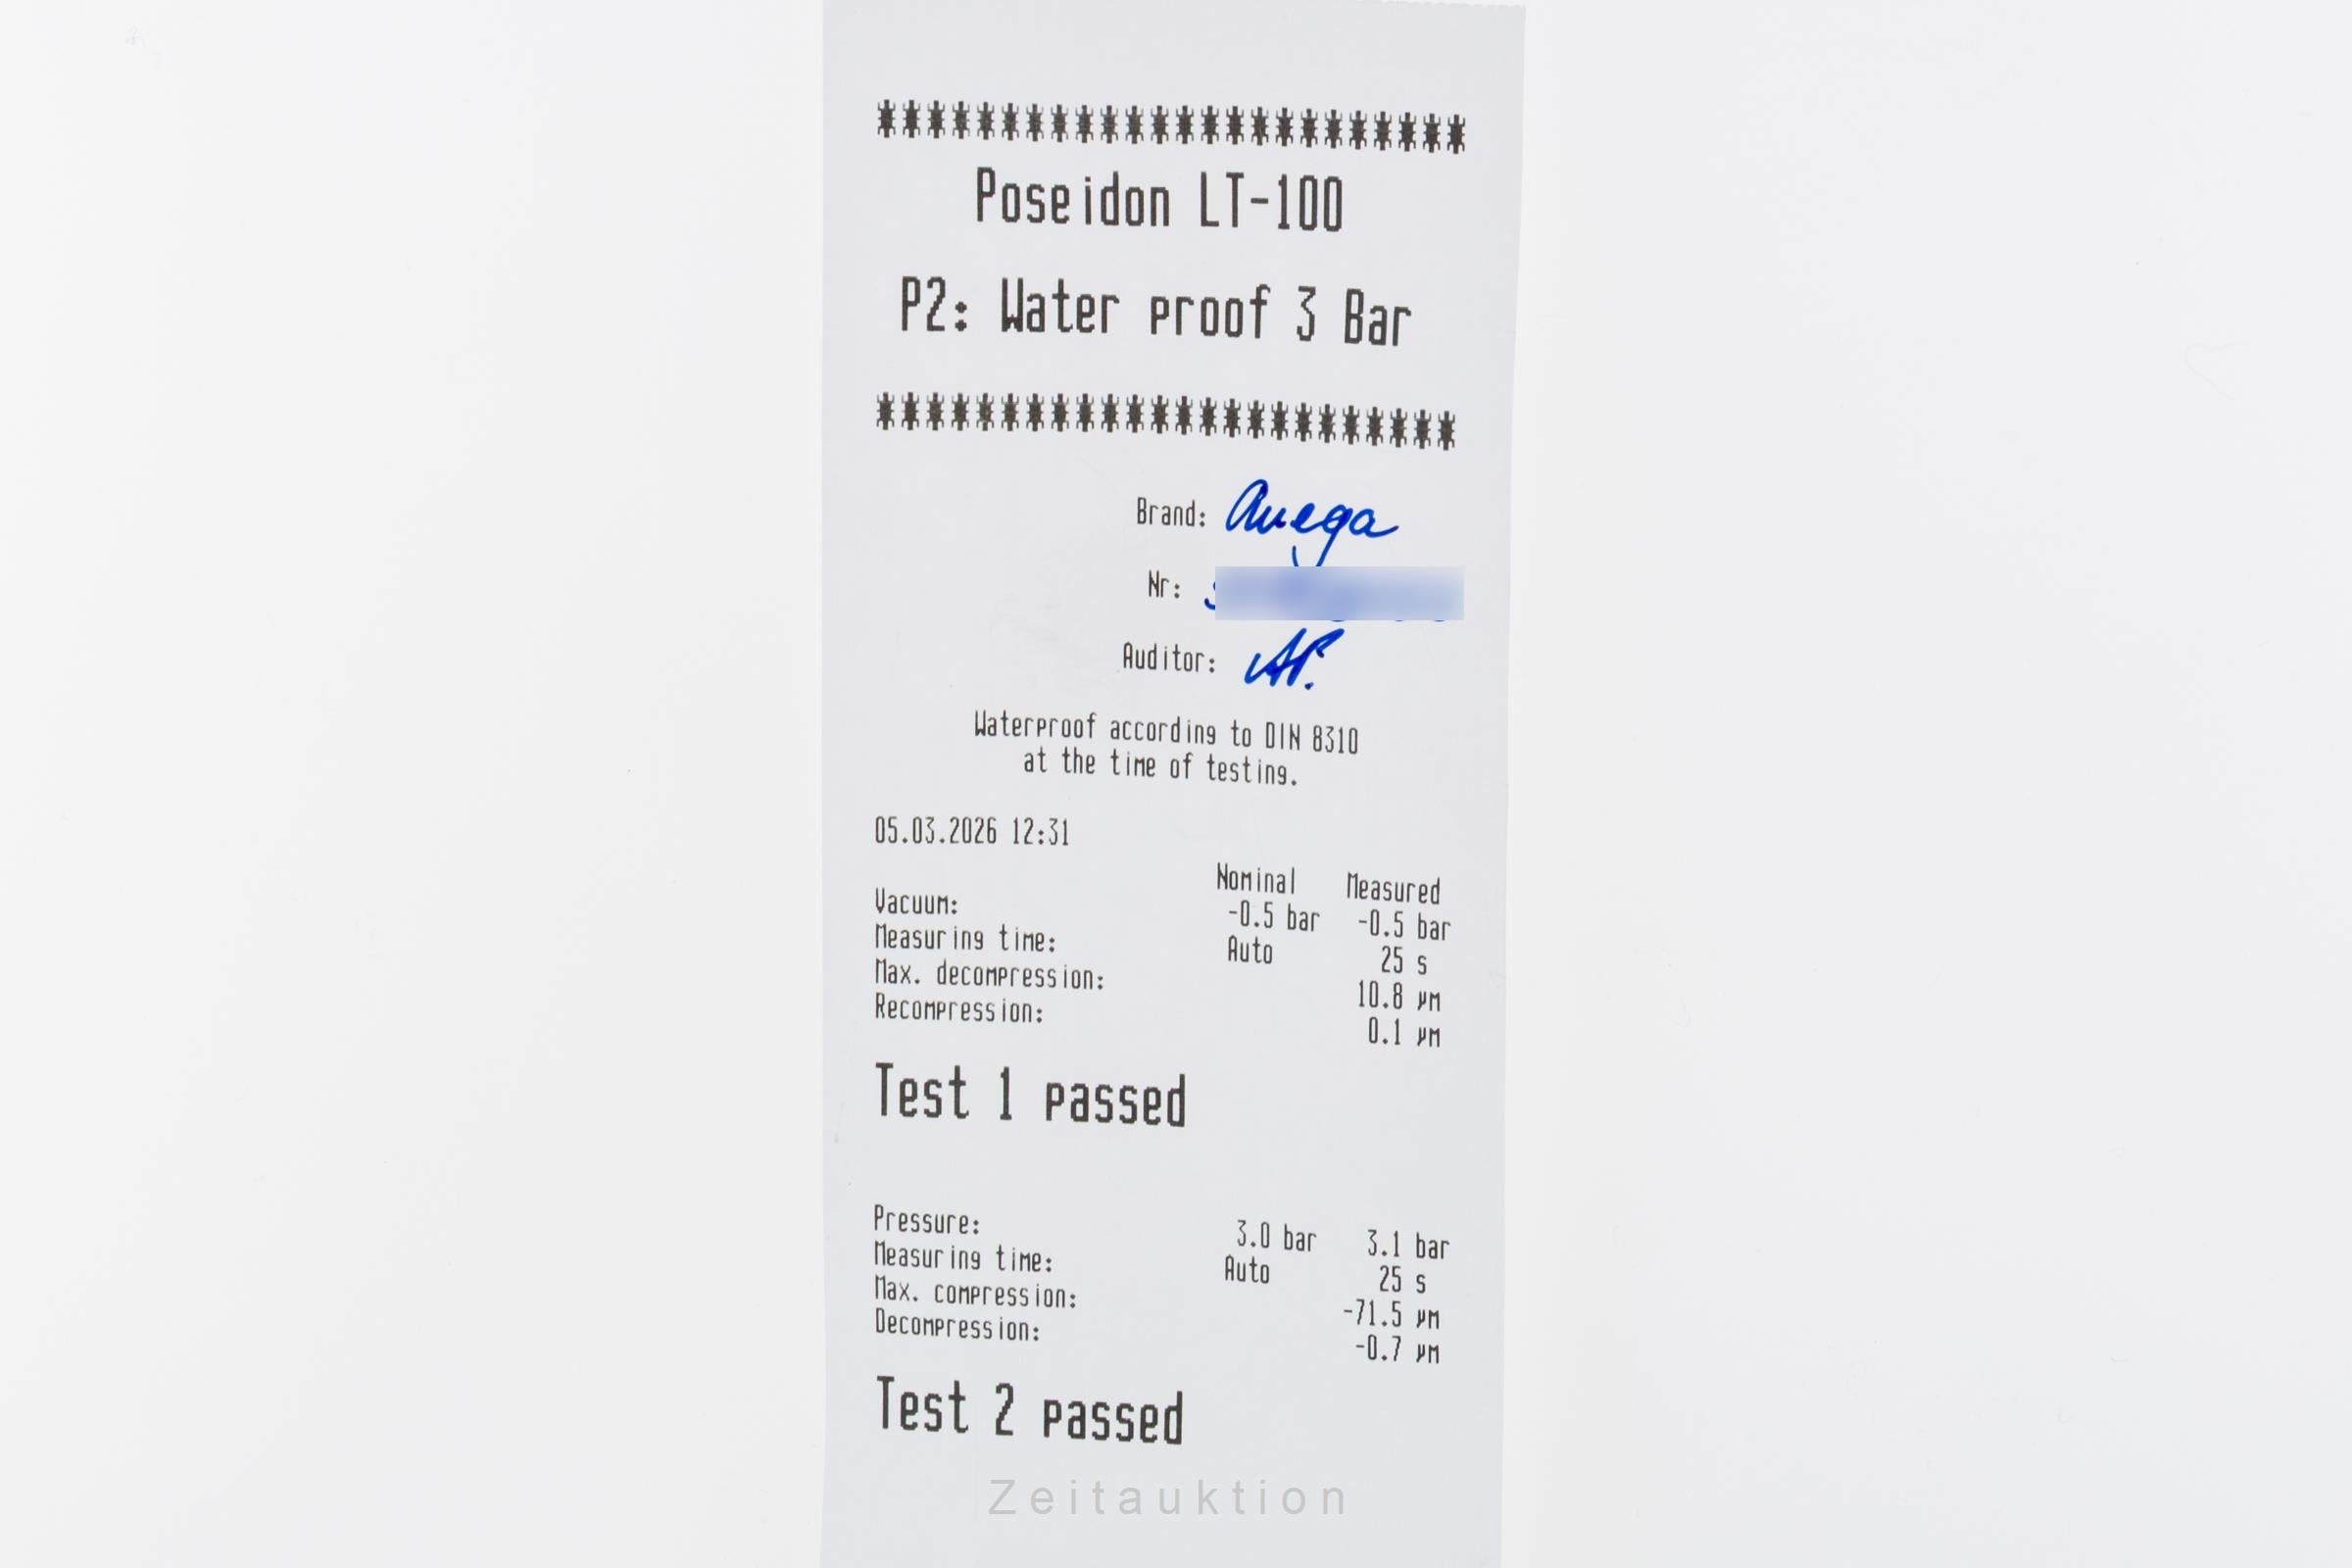 ************************
Poseidon LT-100
P2: Water proof 3 Bar
************************
Brand: Omega
Nr:
Auditor:
Waterproof according to DIN 8310
at the time of testing.
05.03.2026 12:31
Nominal Measured
Vacuum: -0.5 bar -0.5 bar
Measuring time: Auto 25 s
Max. decompression: 10.8 µm
Recompression: 0.1 µm
Test 1 passed
Pressure: 3.0 bar 3.1 bar
Measuring time: Auto 25 s
Max. compression: -71.5 µm
Decompression: -0.7 µm
Test 2 passed
Zeitauktion